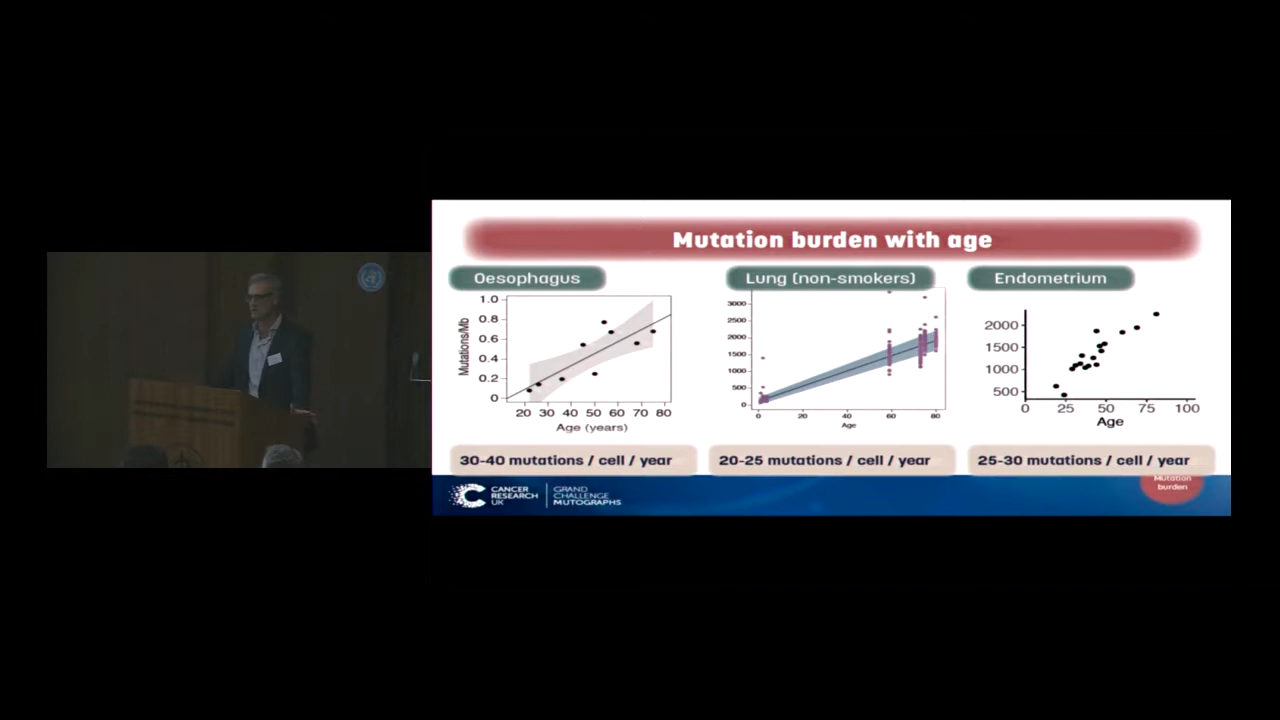 Mutation burden with age
Oesophagus
1.0
0.8
0.6
0.4
0.2
0
Mutations/Mb
20 30 40 50 60 70 80
Age (years)
30-40 mutations / cell / year
Lung (non-smokers)
3000
2500
2000
1500
1000
500
0
0 20 40 60 80
Age
20-25 mutations / cell / year
Endometrium
2000
1500
1000
500
0 25 50 75 100
Age
25-30 mutations / cell / year
CANCER
RESEARCH
UK
GRAND
CHALLENGE
MUTOGRAPHS
Mutation
burden